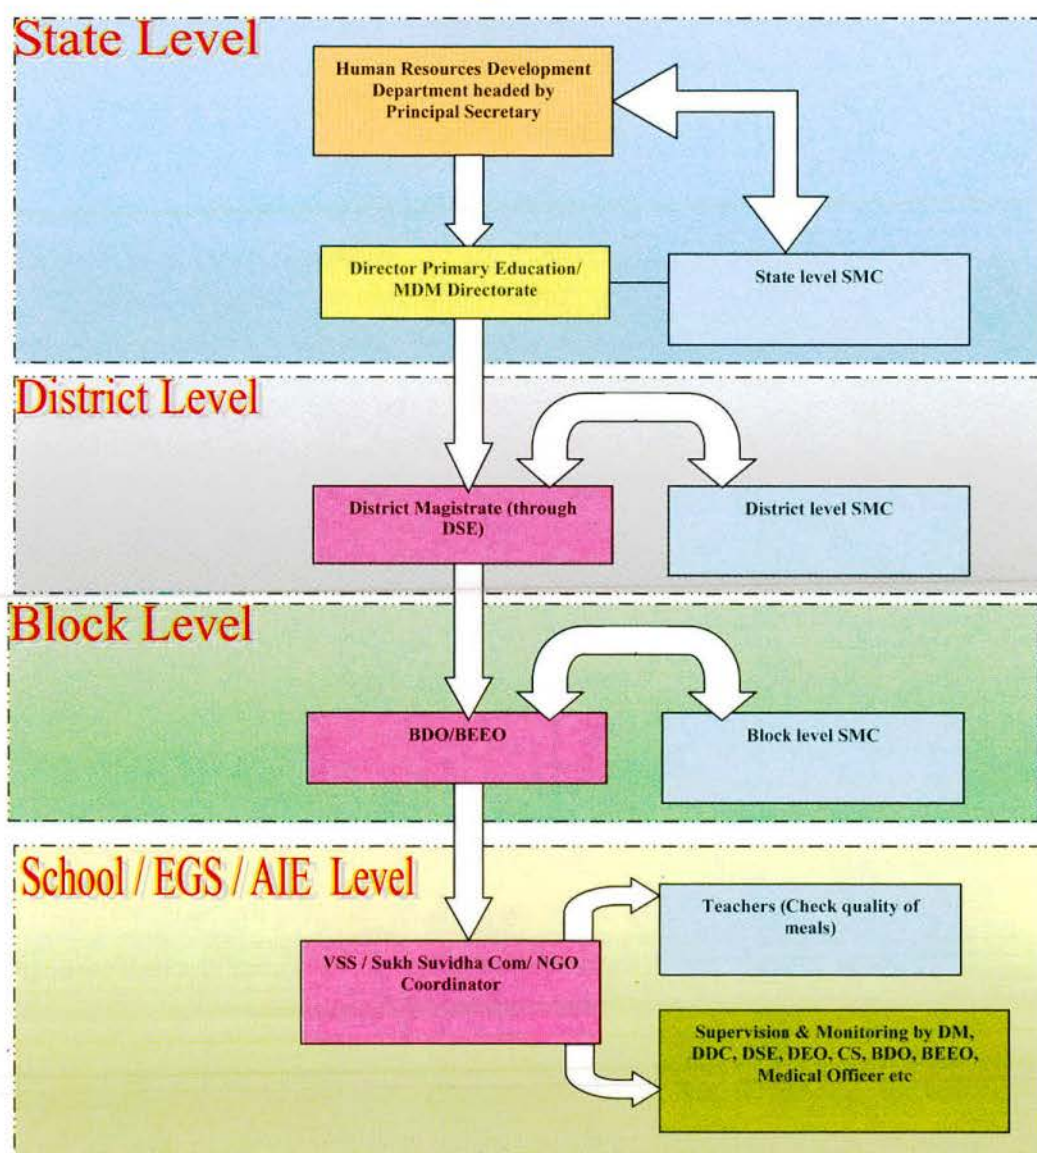 State Level
Human Resources Development
Department headed by
Principal Secretary
Director Primary Education/
MDM Directorate
State level SMC
District Level
District Magistrate (through
DSE)
District level SMC
Block Level
BDO/BEEO
Block level SMC
School / EGS / AIE Level
VSS / Sukh Suvidha Com/ NGO
Coordinator
Teachers (Check quality of
meals)
Supervision & Monitoring by DM,
DDC, DSE, DEO, CS, BDO, BEEO,
Medical Officer etc